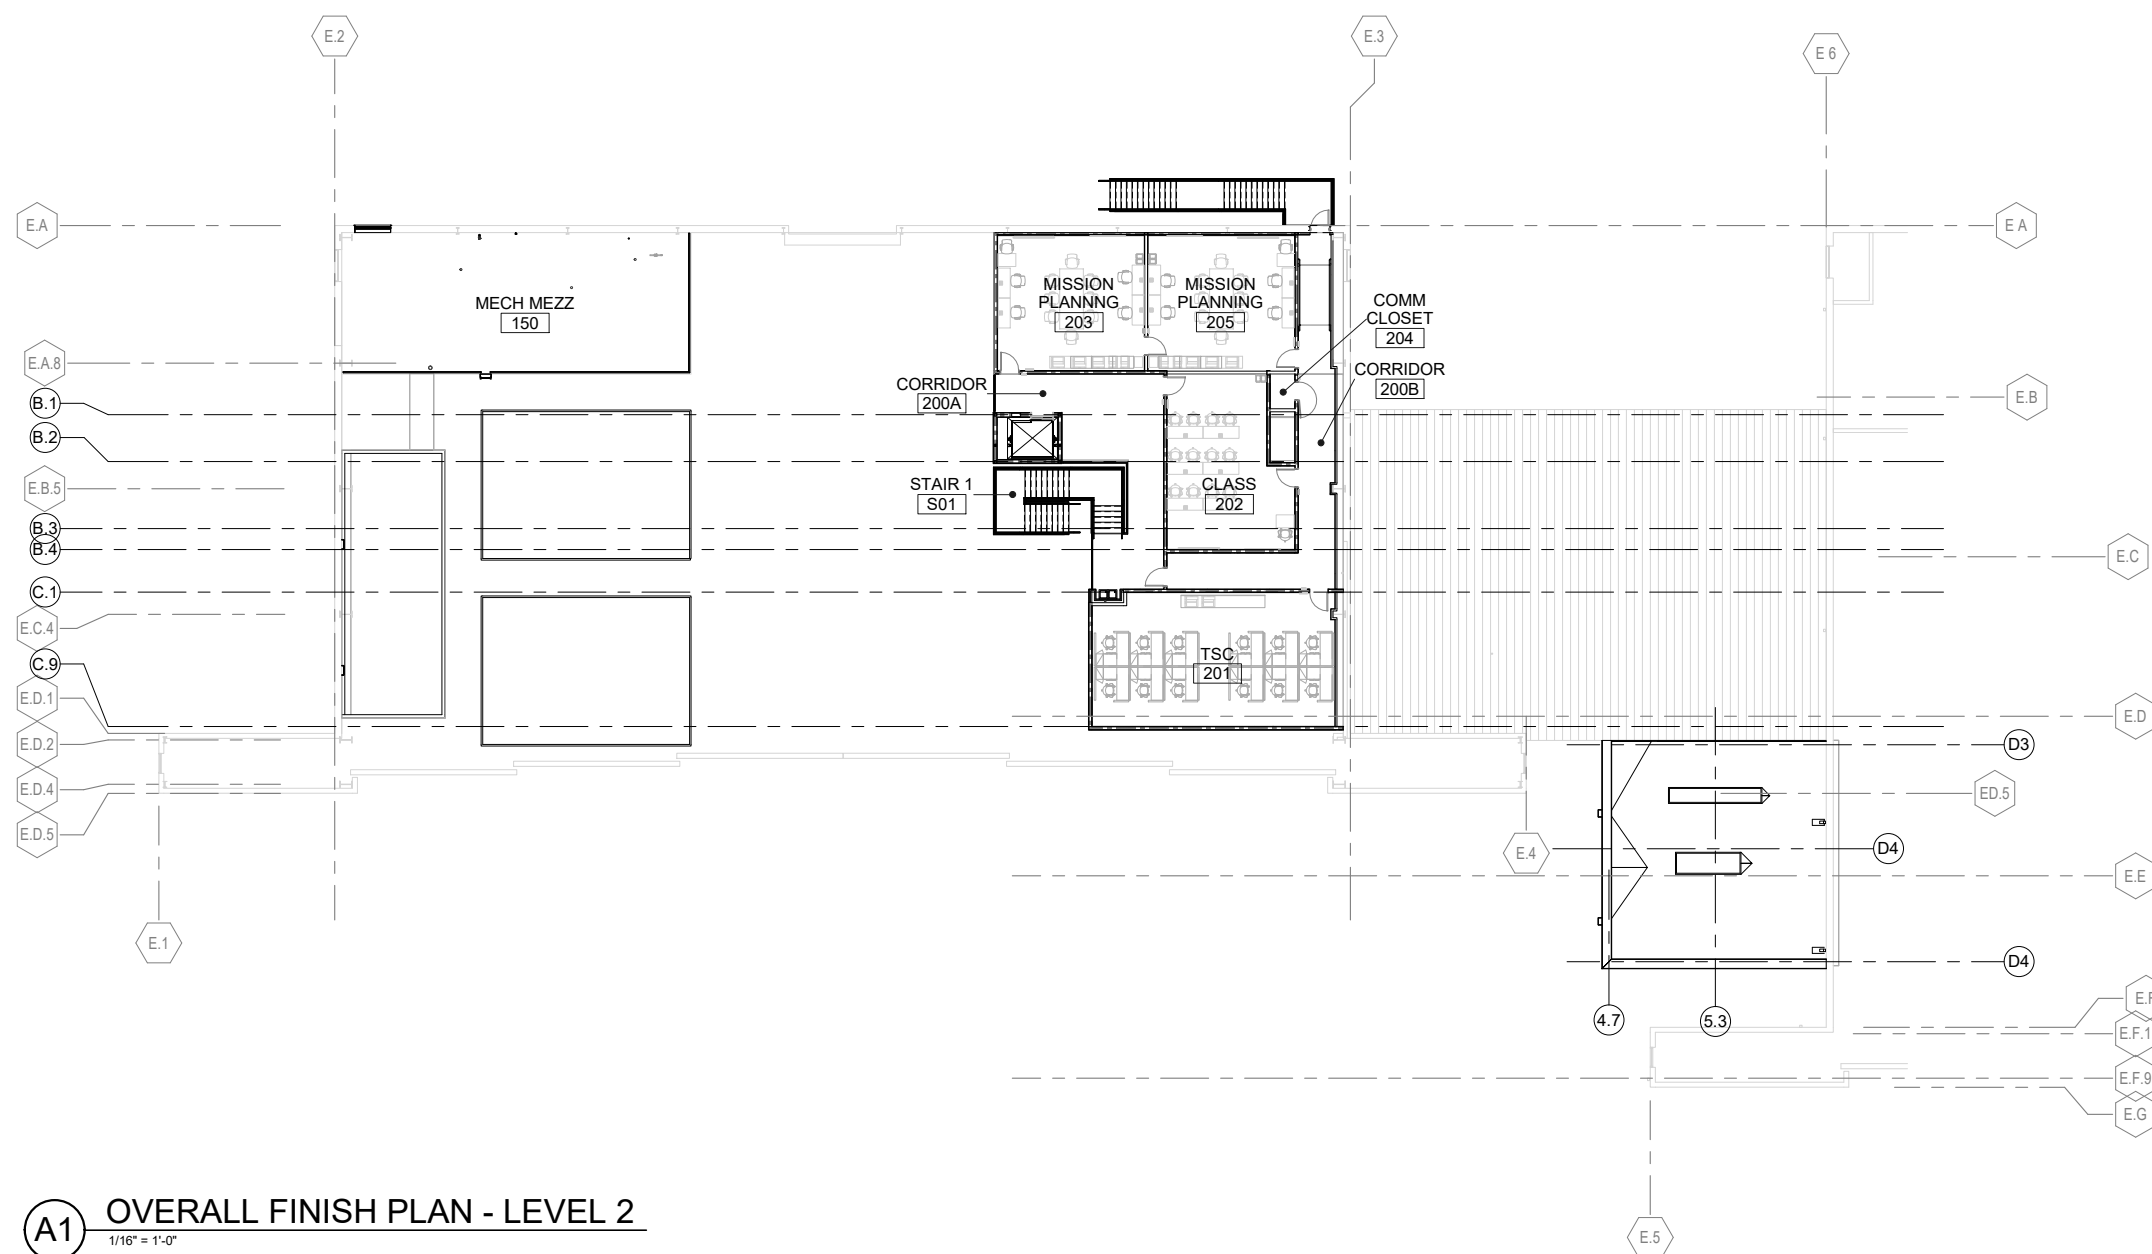 E.2
E.3
E 6
E.A
E A
MECH MEZZ
150
MISSION
PLANNNG
203
MISSION
PLANNING
205
COMM
CLOSET
204
E.A.8
CORRIDOR
200B
CORRIDOR
200A
B.1
E.B
B.2
STAIR 1
S01
CLASS
202
E.B.5
B.3
B.4
E.C
C.1
E.C.4
C.9
TSC
201
E.D.1
E.D
E.D.2
D3
E.D.4
ED.5
E.D.5
E.4
D4
E.E
E.1
D4
4.7
5.3
E.F.1
E.F.9
E.G
E.5
A1
OVERALL FINISH PLAN - LEVEL 2
1/16" = 1'-0"